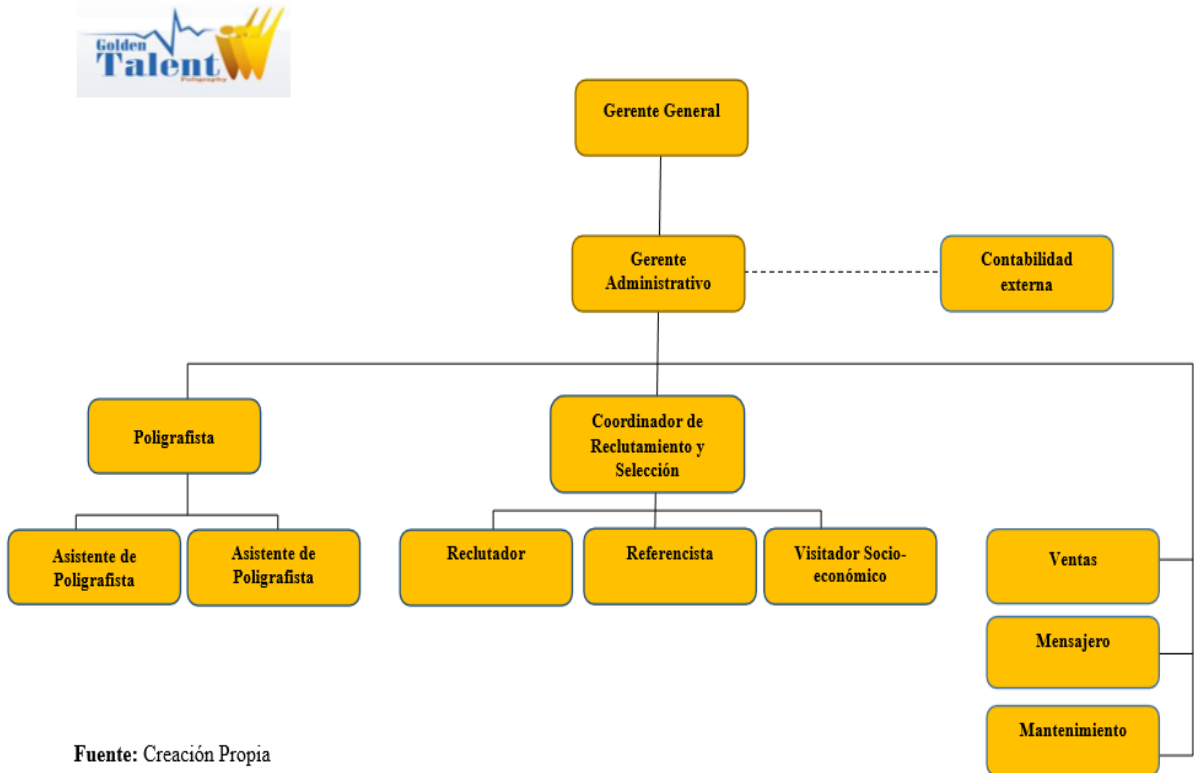 Golden
Talent
Poligraphy
Gerente General
Gerente
Administrativo
Contabilidad
externa
Poligrafista
Coordinador de
Reclutamiento y
Selección
Asistente de
Poligrafista
Asistente de
Poligrafista
Reclutador
Referencista
Visitador Socio-
económico
Ventas
Mensajero
Mantenimiento
Fuente: Creación Propia